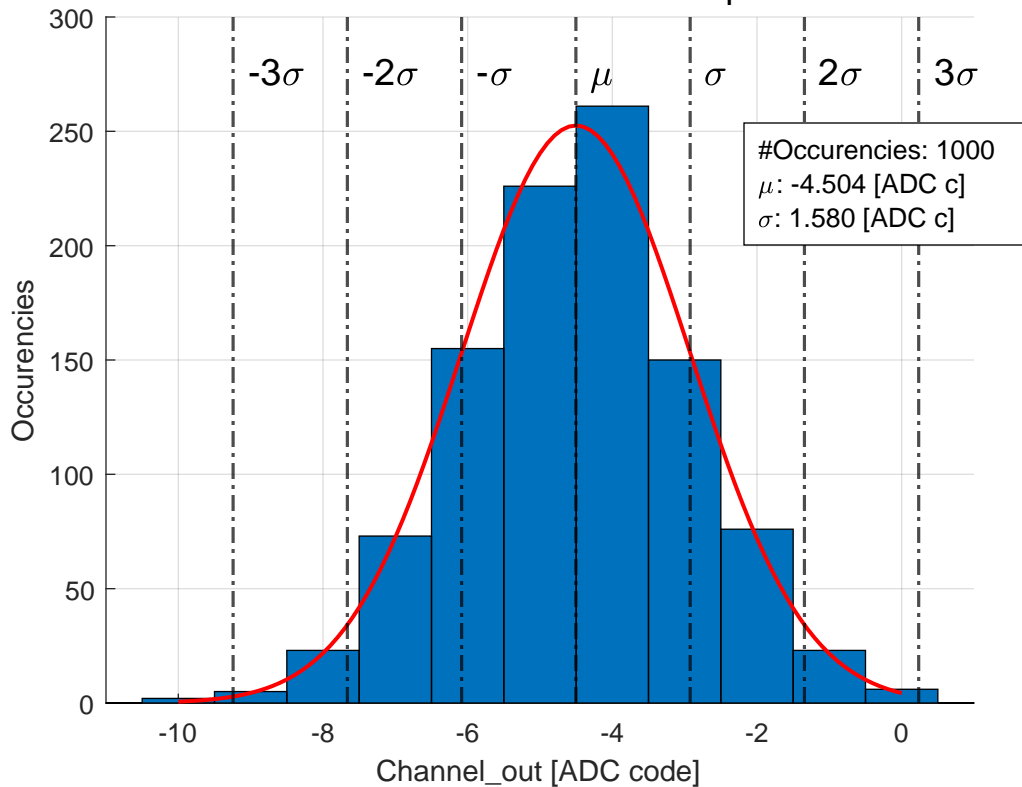 300
-3σ -2σ -σ μ σ 2σ 3σ
250
#Occurencies: 1000
μ: -4.504 [ADC c]
σ: 1.580 [ADC c]
200
150
100
50
0
Occurencies
-10 -8 -6 -4 -2 0
Channel_out [ADC code]